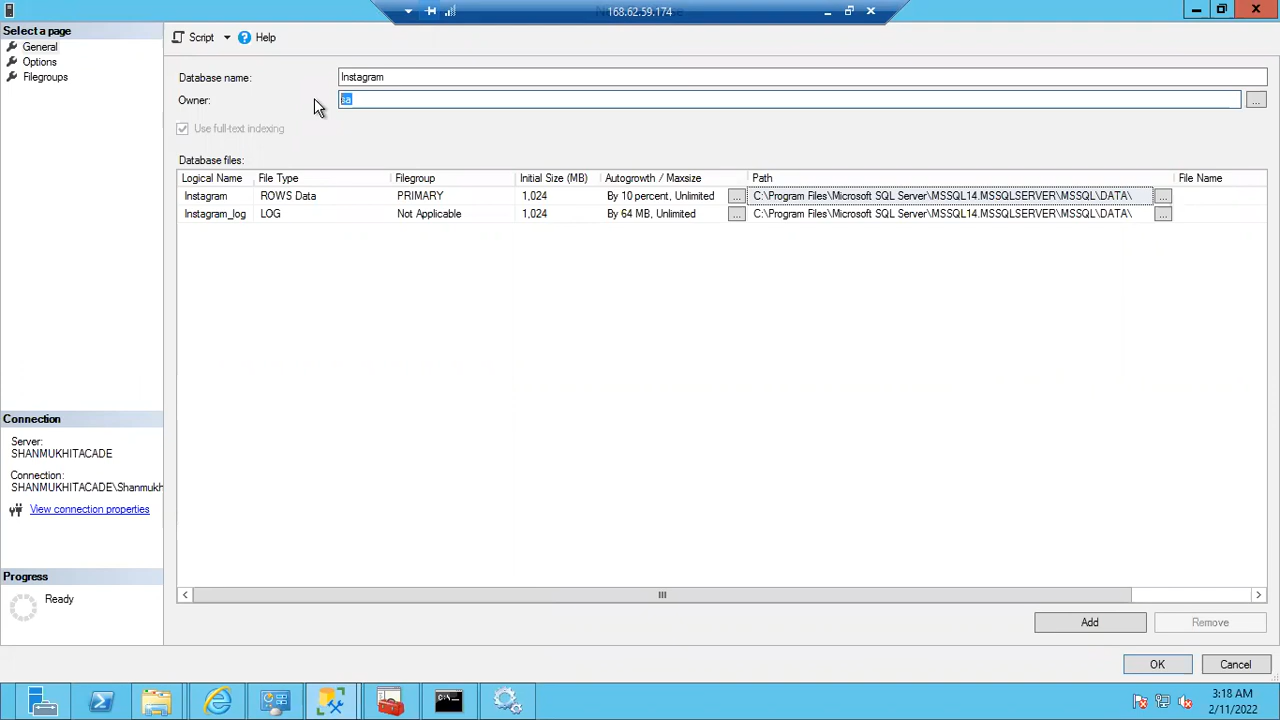 168.62.59.174
Select a page
General
Options
Filegroups
Script
Help
Database name:
Instagram
Owner:
sa
...
Use full-text indexing
Database files:
Logical Name File Type Filegroup Initial Size (MB) Autogrowth / Maxsize Path File Name
Instagram ROWS Data PRIMARY 1,024 By 10 percent, Unlimited ... C:\Program Files\Microsoft SQL Server\MSSQL14.MSSQLSERVER\MSSQL\DATA\ ...
Instagram_log LOG Not Applicable 1,024 By 64 MB, Unlimited ... C:\Program Files\Microsoft SQL Server\MSSQL14.MSSQLSERVER\MSSQL\DATA\ ...
Connection
Server:
SHANMUKHITACADE
Connection:
SHANMUKHITACADE\Shanmukh
View connection properties
Progress
Ready
Add
Remove
OK
Cancel
3:18 AM
2/11/2022